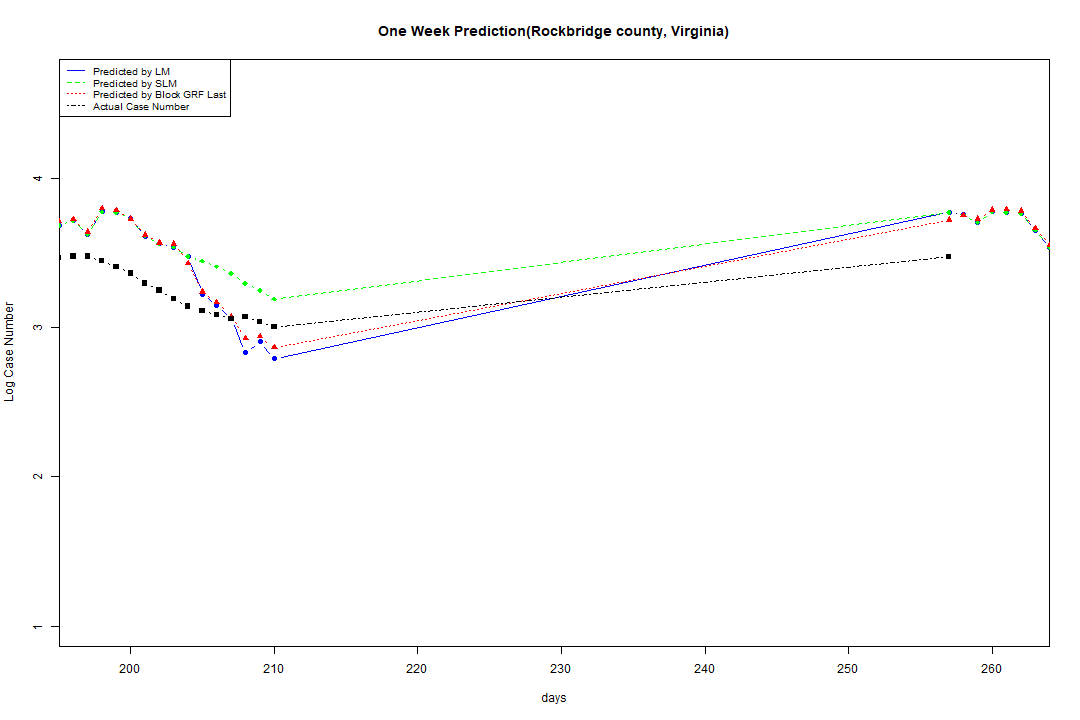 One Week Prediction(Rockbridge county, Virginia)
Predicted by LM
Predicted by SLM
Predicted by Block GRF Last
Actual Case Number
4
3
2
1
Log Case Number
200 210 220 230 240 250 260
days